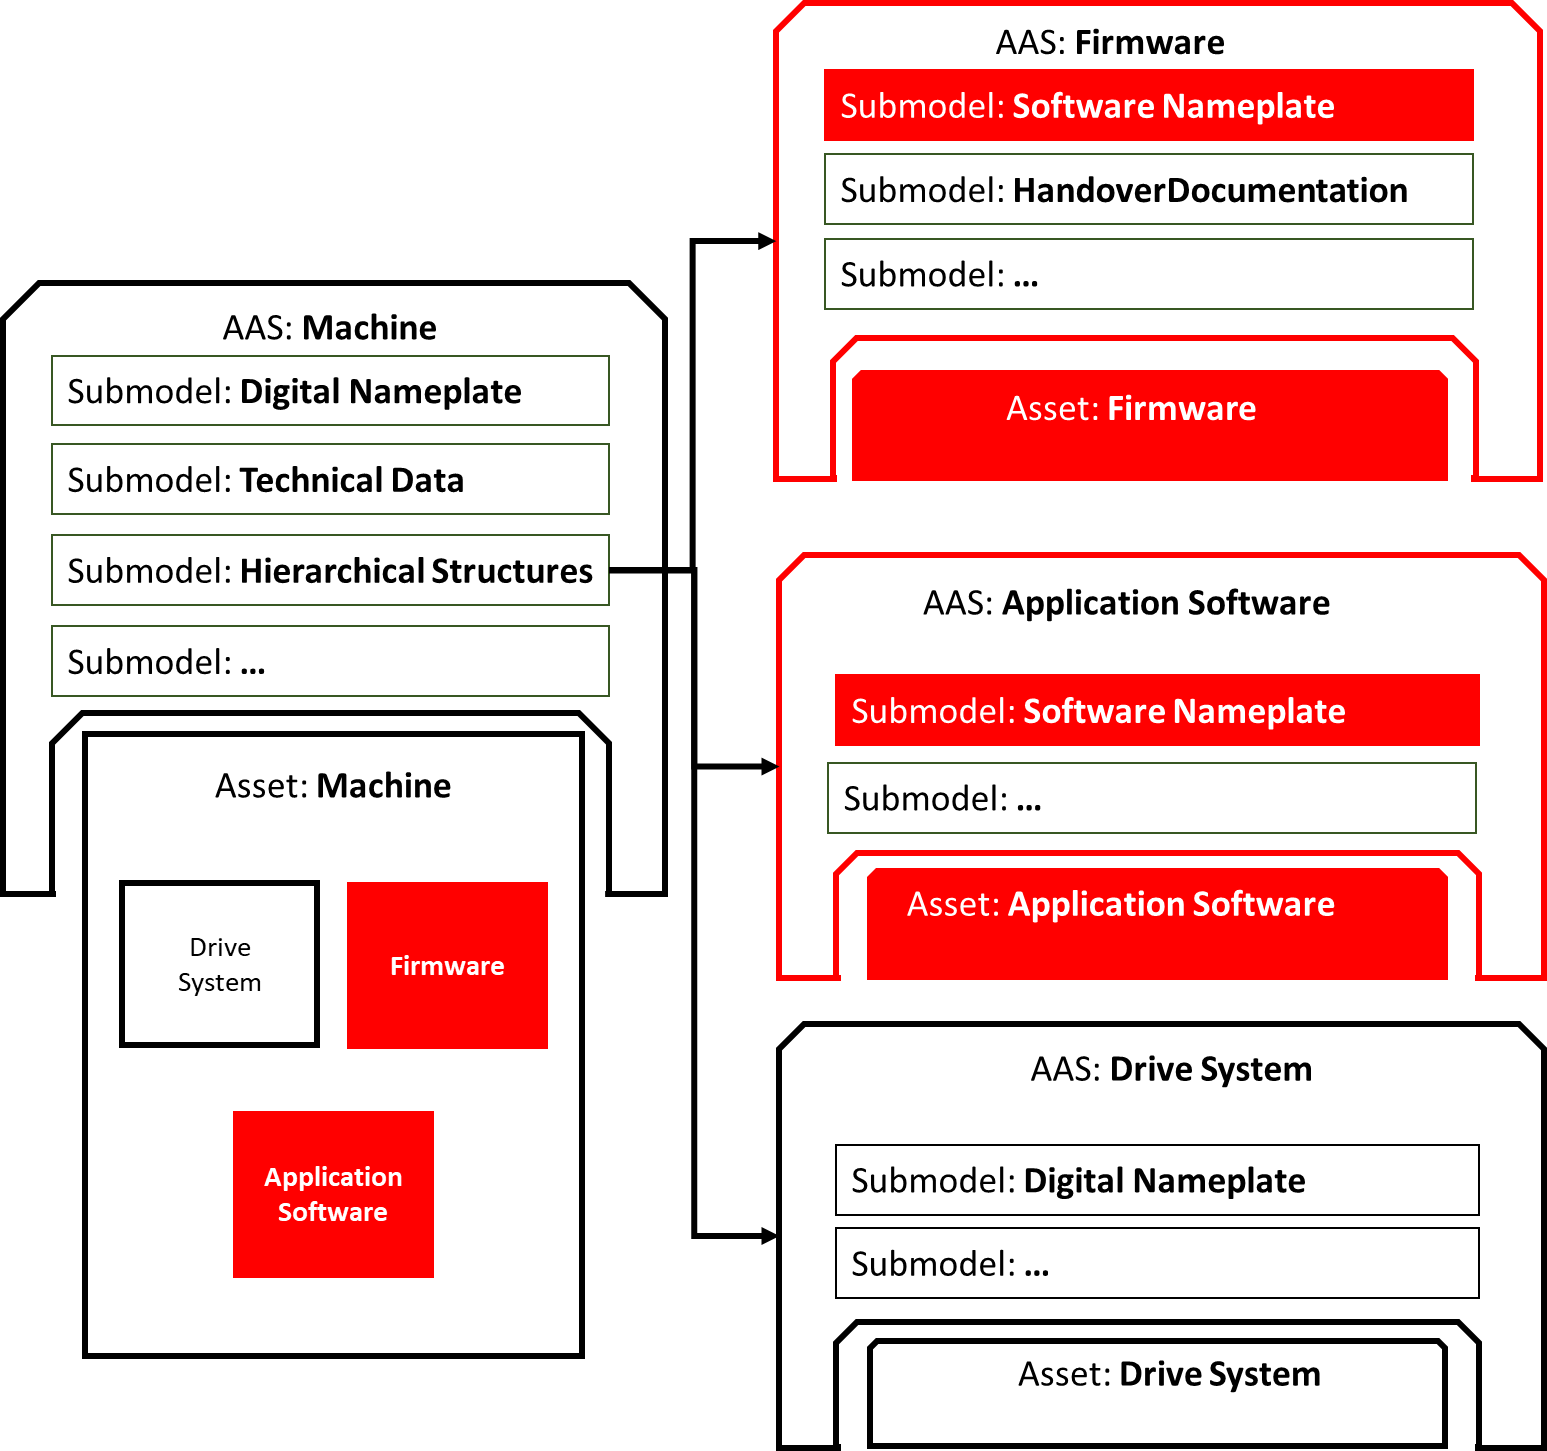 AAS: Machine
Submodel: Digital Nameplate
Submodel: Technical Data
Submodel: Hierarchical Structures
Submodel: ...
Asset: Machine
Drive
System
Firmware
Application
Software
AAS: Firmware
Submodel: Software Nameplate
Submodel: HandoverDocumentation
Submodel: ...
Asset: Firmware
AAS: Application Software
Submodel: Software Nameplate
Submodel: ...
Asset: Application Software
AAS: Drive System
Submodel: Digital Nameplate
Submodel: ...
Asset: Drive System